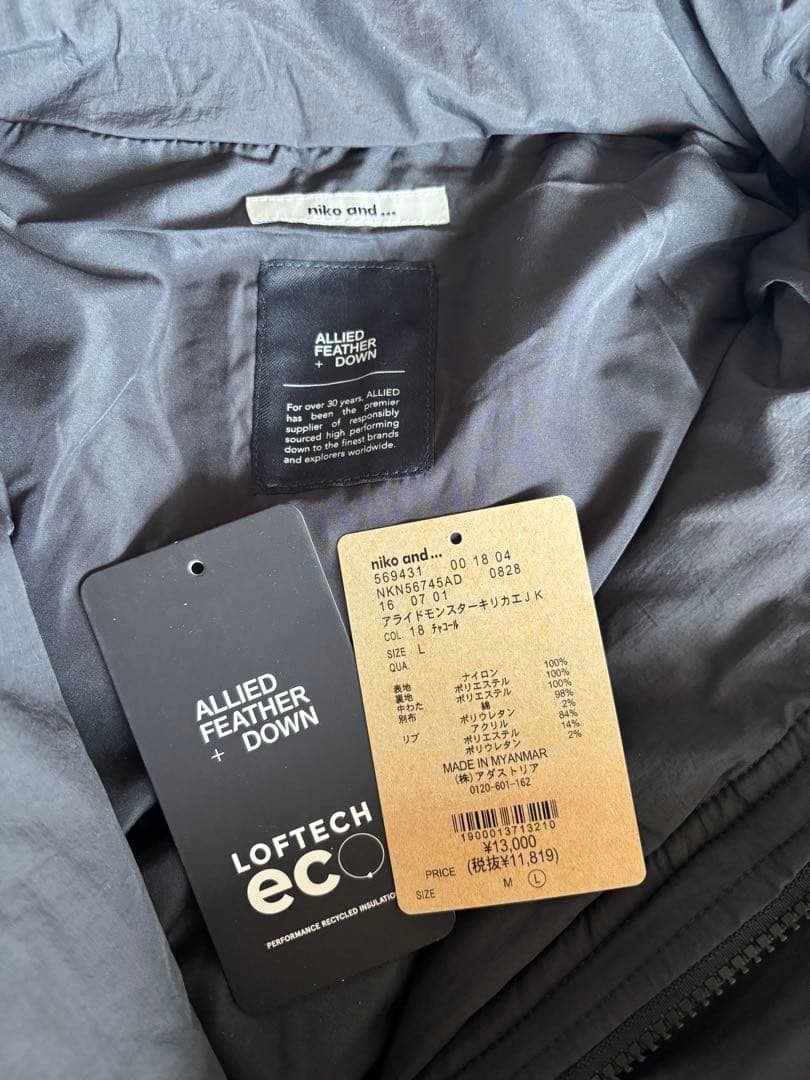 niko and...
ALLIED
FEATHER
+ DOWN
For over 30 years, ALLIED
has been the premier
supplier of responsibly
sourced high performing
down to the finest brands
and explorers worldwide.
ALLIED
FEATHER
+ DOWN
LOFTECH
eco
PERFORMANCE RECYCLED INSULATIO
niko and...
569431 00 18 04
NKN56745AD 0828
16 07 01
アライドモンスターキリカエJK
COL. 18 チャコール
SIZE L
QUA.
表地 ナイロン 100%
裏地 ポリエステル 100%
中わた ポリエステル 100%
別布 綿 98%
ポリウレタン 2%
リブ アクリル 84%
ポリエステル 14%
ポリウレタン 2%
MADE IN MYANMAR
(株)アダストリア
0120-601-162
1900013713210
¥13,000
PRICE (税抜¥11,819)
SIZE M L